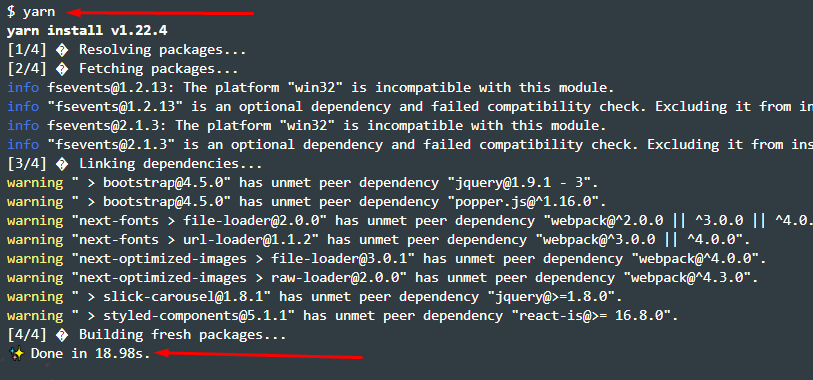 $ yarn
yarn install v1.22.4
[1/4] � Resolving packages...
[2/4] � Fetching packages...
info fsevents@1.2.13: The platform "win32" is incompatible with this module.
info "fsevents@1.2.13" is an optional dependency and failed compatibility check. Excluding it from in
info fsevents@2.1.3: The platform "win32" is incompatible with this module.
info "fsevents@2.1.3" is an optional dependency and failed compatibility check. Excluding it from ins
[3/4] � Linking dependencies...
warning " > bootstrap@4.5.0" has unmet peer dependency "jquery@1.9.1 - 3".
warning " > bootstrap@4.5.0" has unmet peer dependency "popper.js@^1.16.0".
warning "next-fonts > file-loader@2.0.0" has unmet peer dependency "webpack@^2.0.0 || ^3.0.0 || ^4.0.
warning "next-fonts > url-loader@1.1.2" has unmet peer dependency "webpack@^3.0.0 || ^4.0.0".
warning "next-optimized-images > file-loader@3.0.1" has unmet peer dependency "webpack@^4.0.0".
warning "next-optimized-images > raw-loader@2.0.0" has unmet peer dependency "webpack@^4.3.0".
warning " > slick-carousel@1.8.1" has unmet peer dependency "jquery@>=1.8.0".
warning " > styled-components@5.1.1" has unmet peer dependency "react-is@>= 16.8.0".
[4/4] � Building fresh packages...
✨ Done in 18.98s.